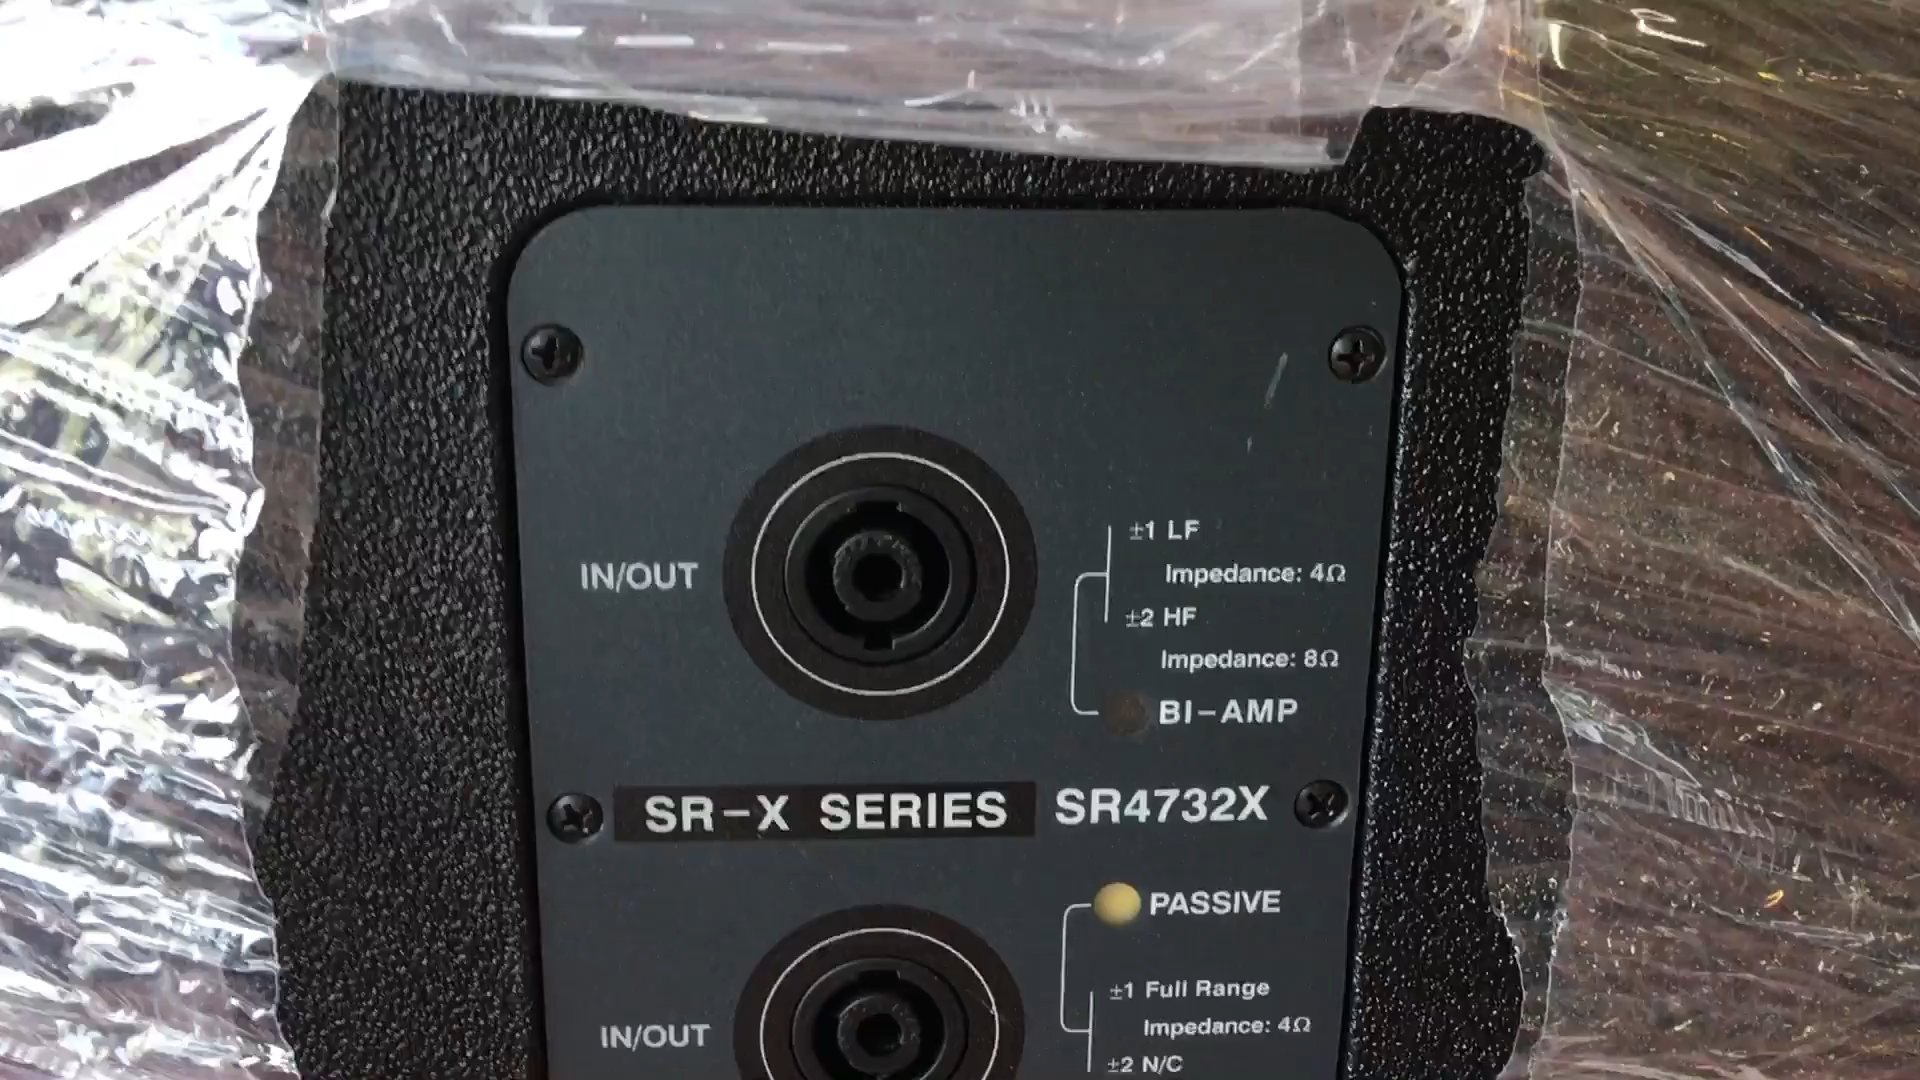 ±1 LF
IN/OUT
Impedance: 4Ω
±2 HF
Impedance: 8Ω
BI-AMP
SR-X SERIES SR4732X
PASSIVE
±1 Full Range
IN/OUT
Impedance: 4Ω
±2 N/C